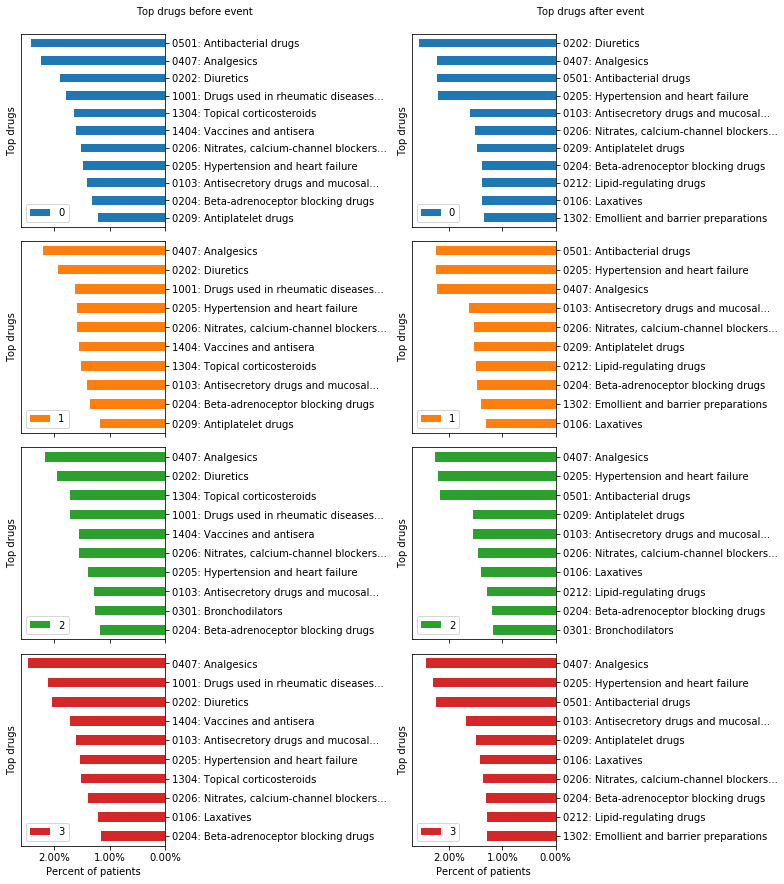 Top drugs before event
Top drugs
0501: Antibacterial drugs
0407: Analgesics
0202: Diuretics
1001: Drugs used in rheumatic diseases...
1304: Topical corticosteroids
1404: Vaccines and antisera
0206: Nitrates, calcium-channel blockers...
0205: Hypertension and heart failure
0103: Antisecretory drugs and mucosal...
0204: Beta-adrenoceptor blocking drugs
0209: Antiplatelet drugs
0
Top drugs
0407: Analgesics
0202: Diuretics
1001: Drugs used in rheumatic diseases...
0205: Hypertension and heart failure
0206: Nitrates, calcium-channel blockers...
1404: Vaccines and antisera
1304: Topical corticosteroids
0103: Antisecretory drugs and mucosal...
0204: Beta-adrenoceptor blocking drugs
0209: Antiplatelet drugs
1
Top drugs
0407: Analgesics
0202: Diuretics
1304: Topical corticosteroids
1001: Drugs used in rheumatic diseases...
1404: Vaccines and antisera
0206: Nitrates, calcium-channel blockers...
0205: Hypertension and heart failure
0103: Antisecretory drugs and mucosal...
0301: Bronchodilators
0204: Beta-adrenoceptor blocking drugs
2
Top drugs
0407: Analgesics
1001: Drugs used in rheumatic diseases...
0202: Diuretics
1404: Vaccines and antisera
0103: Antisecretory drugs and mucosal...
0205: Hypertension and heart failure
1304: Topical corticosteroids
0206: Nitrates, calcium-channel blockers...
0106: Laxatives
0204: Beta-adrenoceptor blocking drugs
3
2.00% 1.00% 0.00%
Percent of patients
Top drugs after event
Top drugs
0202: Diuretics
0407: Analgesics
0501: Antibacterial drugs
0205: Hypertension and heart failure
0103: Antisecretory drugs and mucosal...
0206: Nitrates, calcium-channel blockers...
0209: Antiplatelet drugs
0204: Beta-adrenoceptor blocking drugs
0212: Lipid-regulating drugs
0106: Laxatives
1302: Emollient and barrier preparations
0
Top drugs
0501: Antibacterial drugs
0205: Hypertension and heart failure
0407: Analgesics
0103: Antisecretory drugs and mucosal...
0206: Nitrates, calcium-channel blockers...
0209: Antiplatelet drugs
0212: Lipid-regulating drugs
0204: Beta-adrenoceptor blocking drugs
1302: Emollient and barrier preparations
0106: Laxatives
1
Top drugs
0407: Analgesics
0205: Hypertension and heart failure
0501: Antibacterial drugs
0209: Antiplatelet drugs
0103: Antisecretory drugs and mucosal...
0206: Nitrates, calcium-channel blockers...
0106: Laxatives
0212: Lipid-regulating drugs
0204: Beta-adrenoceptor blocking drugs
0301: Bronchodilators
2
Top drugs
0407: Analgesics
0205: Hypertension and heart failure
0501: Antibacterial drugs
0103: Antisecretory drugs and mucosal...
0209: Antiplatelet drugs
0106: Laxatives
0206: Nitrates, calcium-channel blockers...
0204: Beta-adrenoceptor blocking drugs
0212: Lipid-regulating drugs
1302: Emollient and barrier preparations
3
2.00% 1.00% 0.00%
Percent of patients